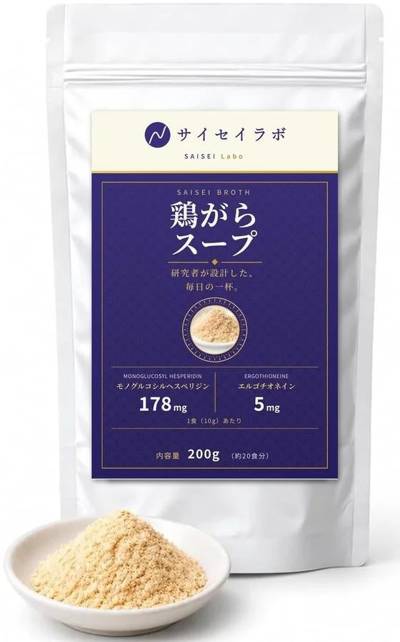 サイセイラボ
SAISEI Labo
SAISEI BROTH
鶏がら
スープ
研究者が設計した、
毎日の一杯。
MONOGLUCOSYL HESPERIDIN
モノグルコシルヘスペリジン
178mg
ERGOTHIONEINE
エルゴチオネイン
5mg
1食（10g）あたり
内容量 200g （約20食分）